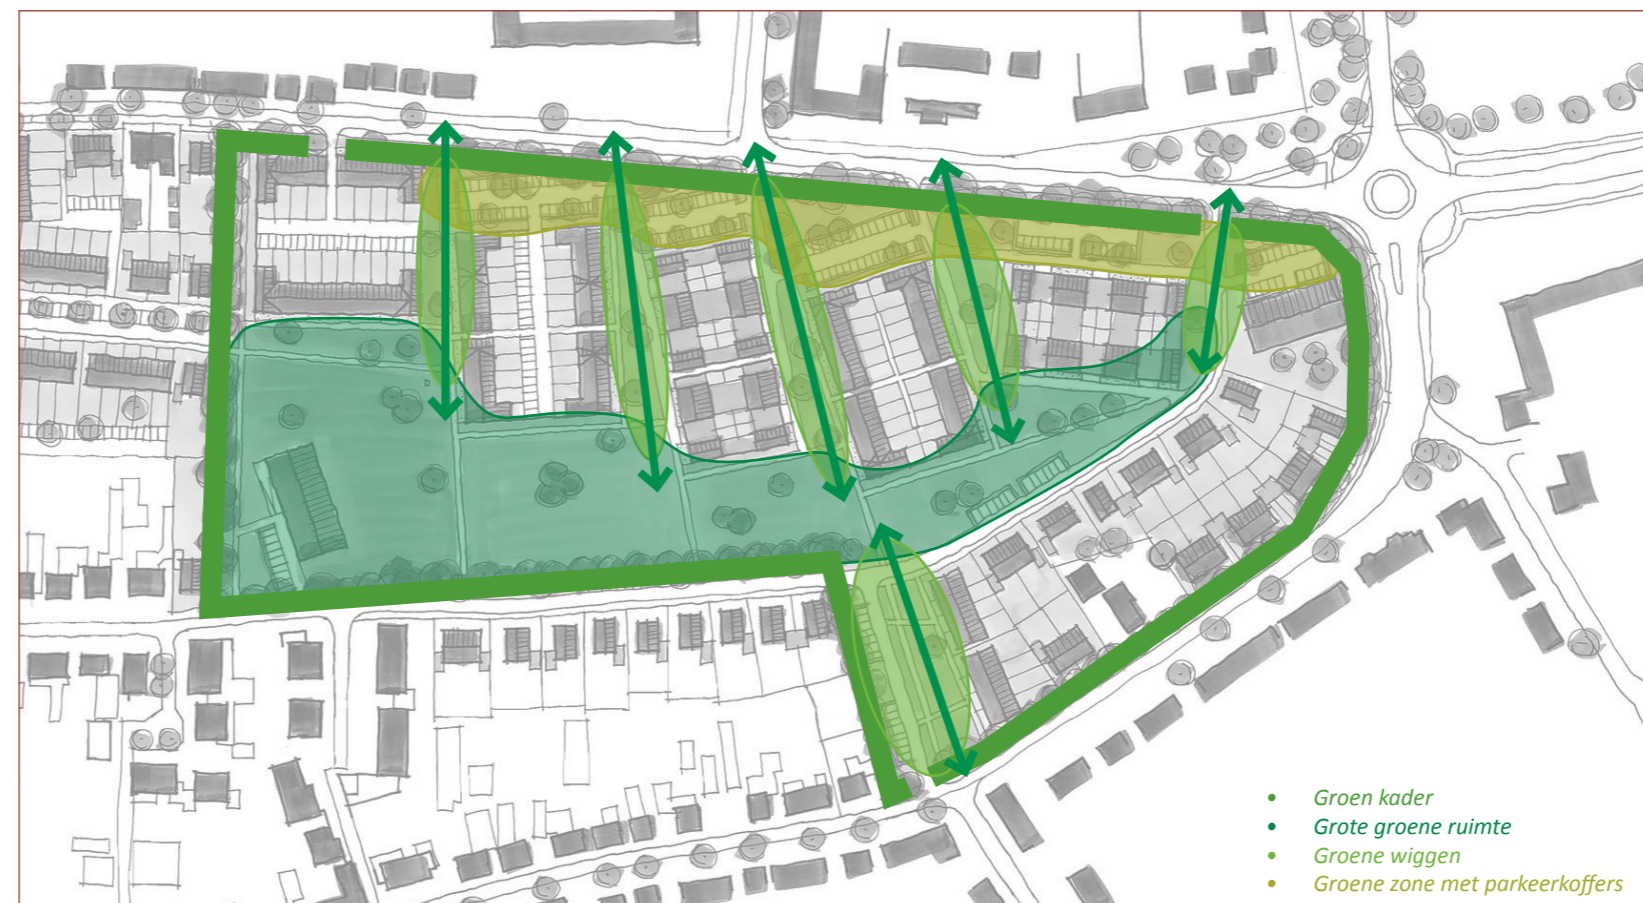 Groen kader
Grote groene ruimte
Groene wiggen
Groene zone met parkeerkoffers